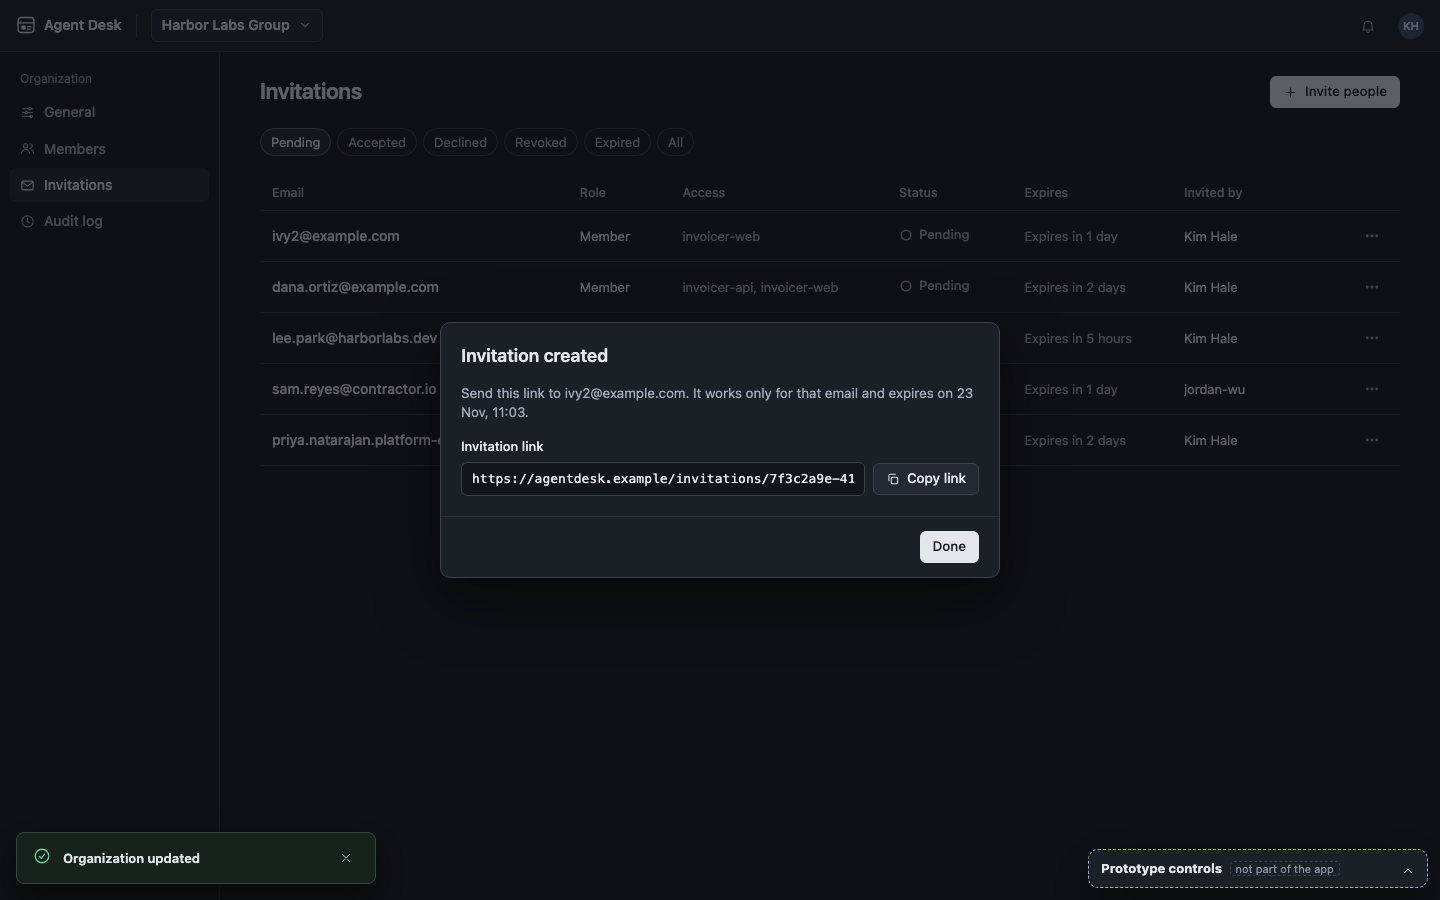 Agent Desk
Harbor Labs Group
KH
Organization
General
Members
Invitations
Audit log
Invitations
Invite people
Pending
Accepted
Declined
Revoked
Expired
All
Email Role Access Status Expires Invited by
ivy2@example.com Member invoicer-web Pending Expires in 1 day Kim Hale
dana.ortiz@example.com Member invoicer-api, invoicer-web Pending Expires in 2 days Kim Hale
lee.park@harborlabs.dev Expires in 5 hours Kim Hale
sam.reyes@contractor.io Expires in 1 day jordan-wu
priya.natarajan.platform- Expires in 2 days Kim Hale
Invitation created
Send this link to ivy2@example.com. It works only for that email and expires on 23
Nov, 11:03.
Invitation link
https://agentdesk.example/invitations/7f3c2a9e-41
Copy link
Done
Organization updated
Prototype controls not part of the app